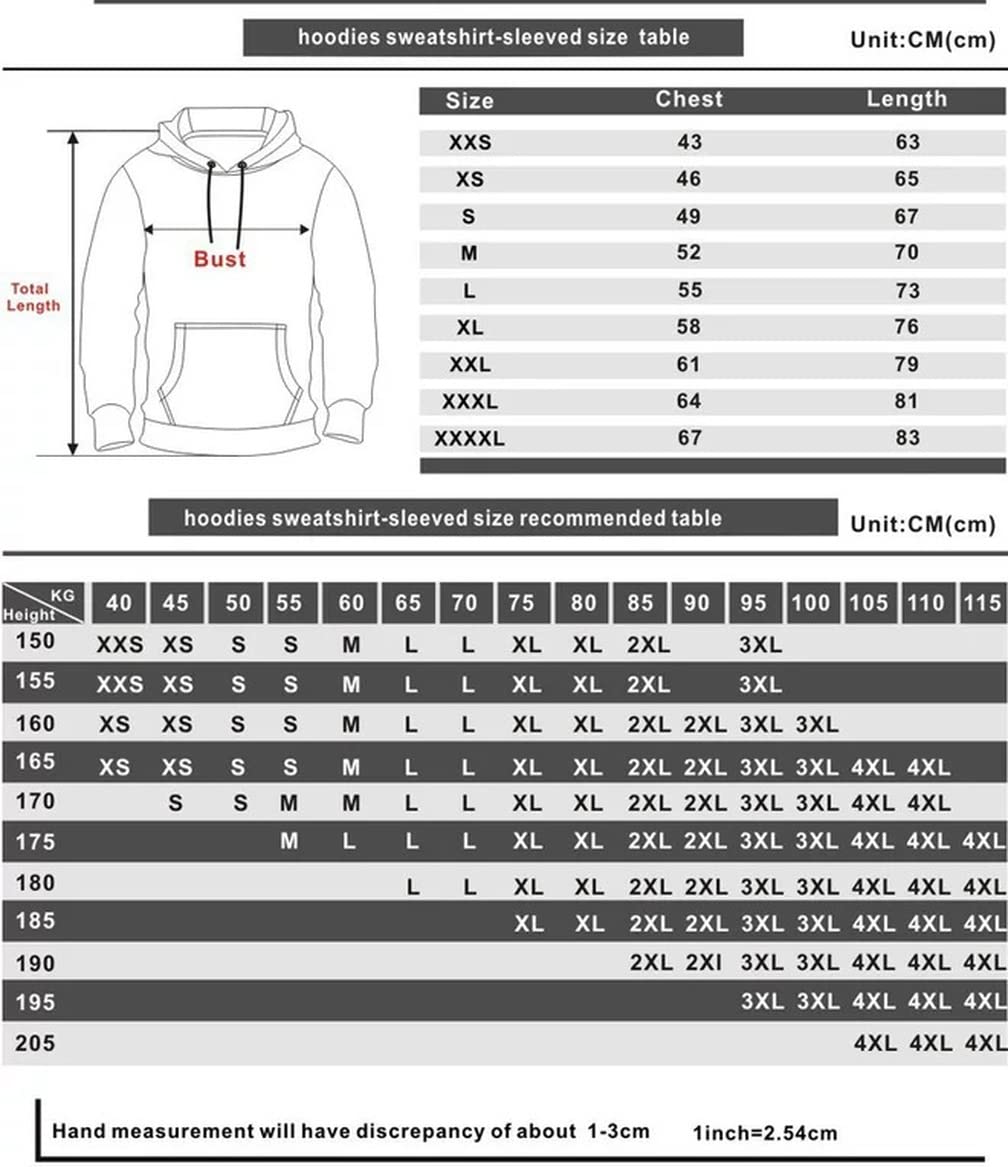 hoodies sweatshirt-sleeved size table
Unit:CM(cm)
Size Chest Length
XXS 43 63
XS 46 65
S 49 67
M 52 70
L 55 73
XL 58 76
XXL 61 79
XXXL 64 81
XXXXL 67 83
Bust
Total
Length
hoodies sweatshirt-sleeved size recommended table
Unit:CM(cm)
KG
Height
40 45 50 55 60 65 70 75 80 85 90 95 100 105 110 115
150 XXS XS S S M L L XL XL 2XL 3XL
155 XXS XS S S M L L XL XL 2XL 3XL
160 XS XS S S M L L XL XL 2XL 2XL 3XL 3XL
165 XS XS S S M L L XL XL 2XL 2XL 3XL 3XL 4XL 4XL
170 S S M M L L XL XL 2XL 2XL 3XL 3XL 4XL 4XL
175 M L L L XL XL 2XL 2XL 3XL 3XL 4XL 4XL 4XL
180 L L XL XL 2XL 2XL 3XL 3XL 4XL 4XL 4XL
185 XL XL 2XL 2XL 3XL 3XL 4XL 4XL 4XL
190 2XL 2XI 3XL 3XL 4XL 4XL 4XL
195 3XL 3XL 4XL 4XL 4XL
205 4XL 4XL 4XL
Hand measurement will have discrepancy of about 1-3cm 1inch=2.54cm